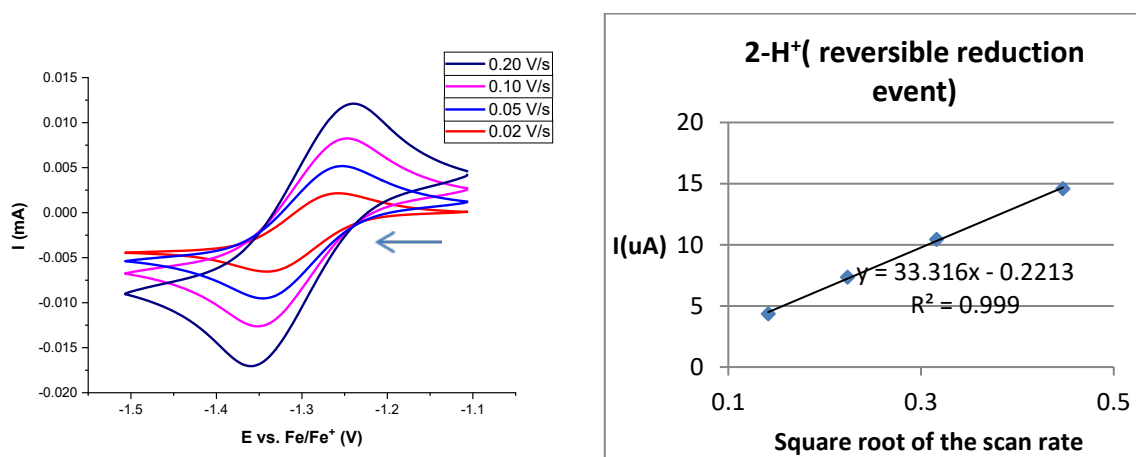 0.20 V/s
0.10 V/s
0.05 V/s
0.02 V/s
0.015
0.010
0.005
0.000
-0.005
-0.010
-0.015
-0.020
I (mA)
-1.5 -1.4 -1.3 -1.2 -1.1
E vs. Fe/Fe⁺ (V)
2-H⁺( reversible reduction
event)
20
15
10
5
0
I(uA)
y = 33.316x - 0.2213
R² = 0.999
0.1 0.3 0.5
Square root of the scan rate